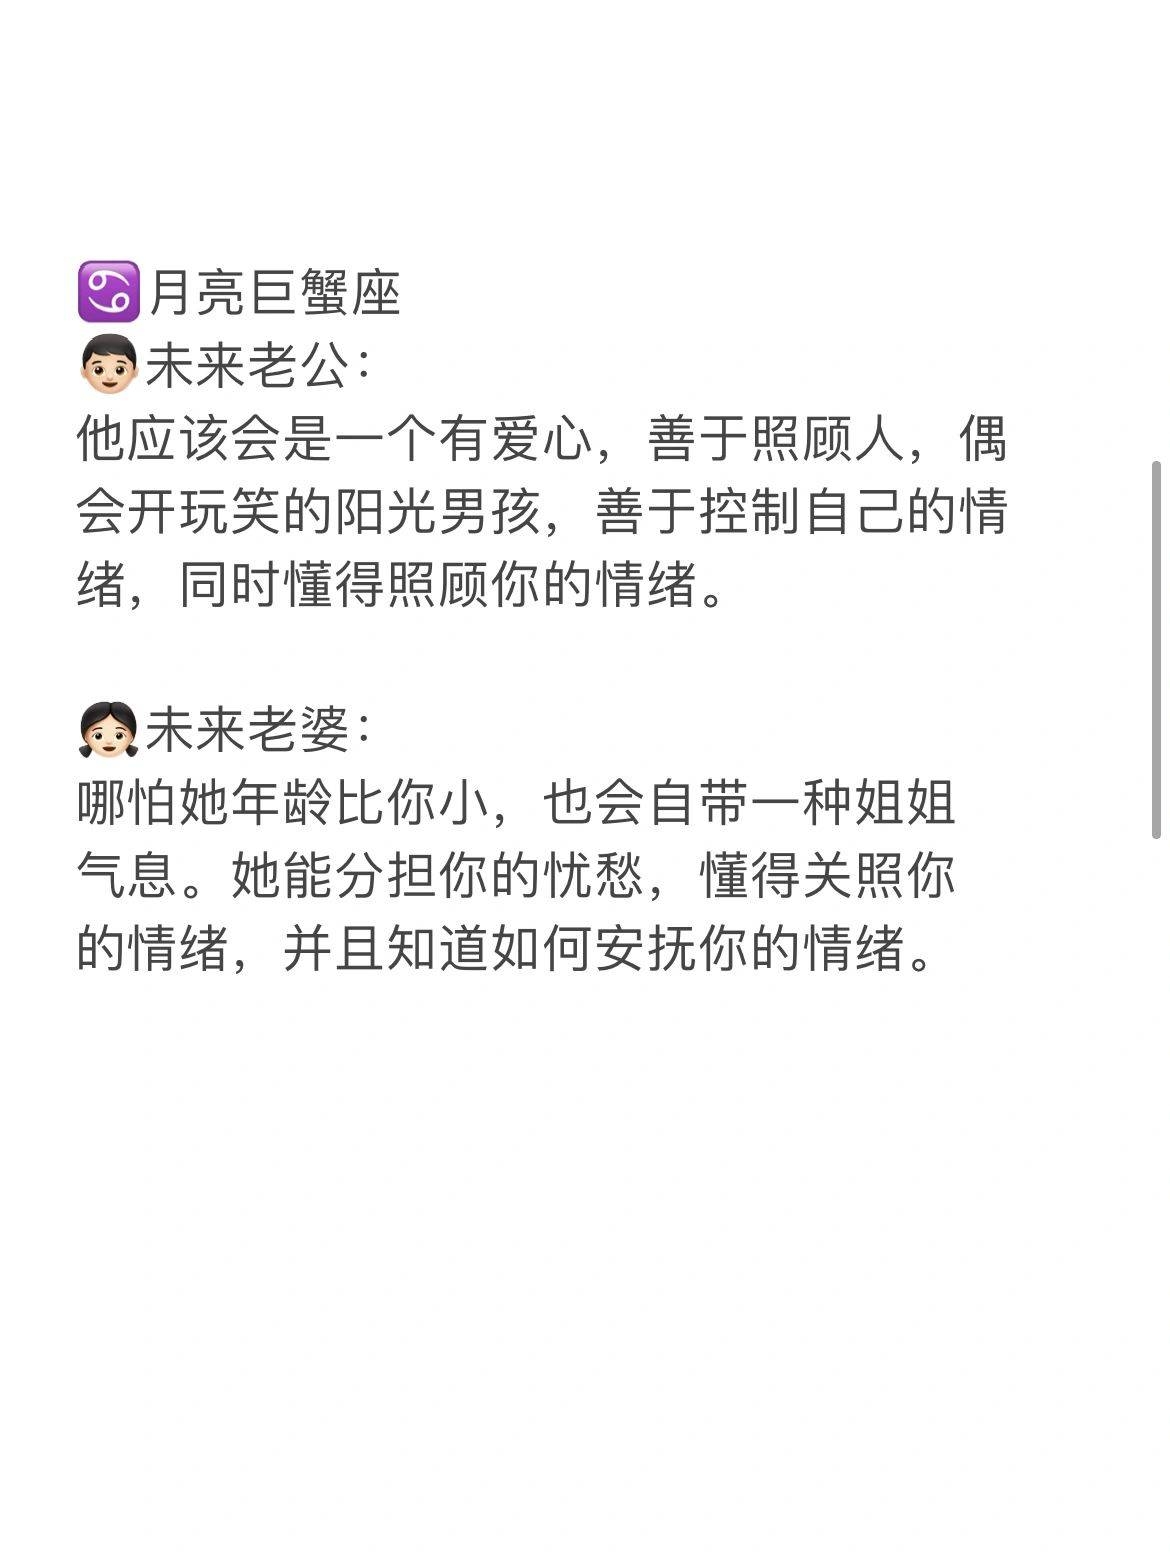 ♋月亮巨蟹座
👦🏻未来老公：
他应该会是一个有爱心，善于照顾人，偶
会开玩笑的阳光男孩，善于控制自己的情
绪，同时懂得照顾你的情绪。
👧🏻未来老婆：
哪怕她年龄比你小，也会自带一种姐姐
气息。她能分担你的忧愁，懂得关照你
的情绪，并且知道如何安抚你的情绪。